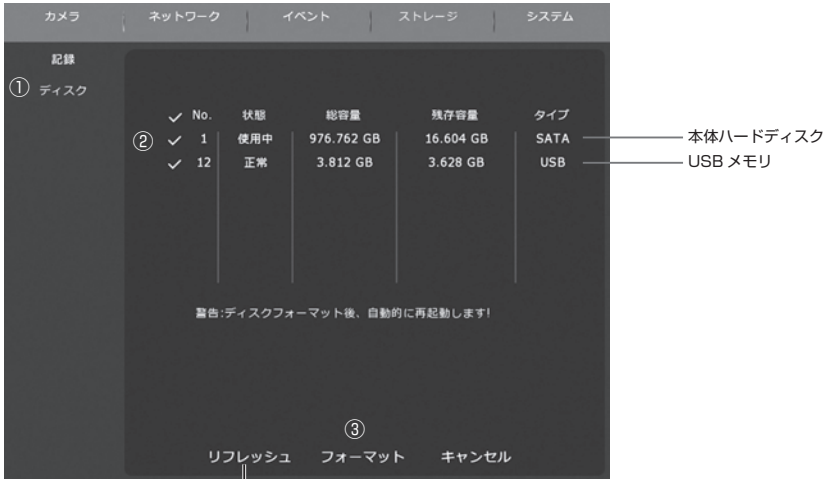 カメラ ネットワーク イベント ストレージ システム
記録
① ディスク
✓ No. 状態 総容量 残存容量 タイプ
② ✓ 1 使用中 976.762 GB 16.604 GB SATA 本体ハードディスク
✓ 12 正常 3.812 GB 3.628 GB USB USB メモリ
警告:ディスクフォーマット後、自動的に再起動します!
③
リフレッシュ フォーマット キャンセル